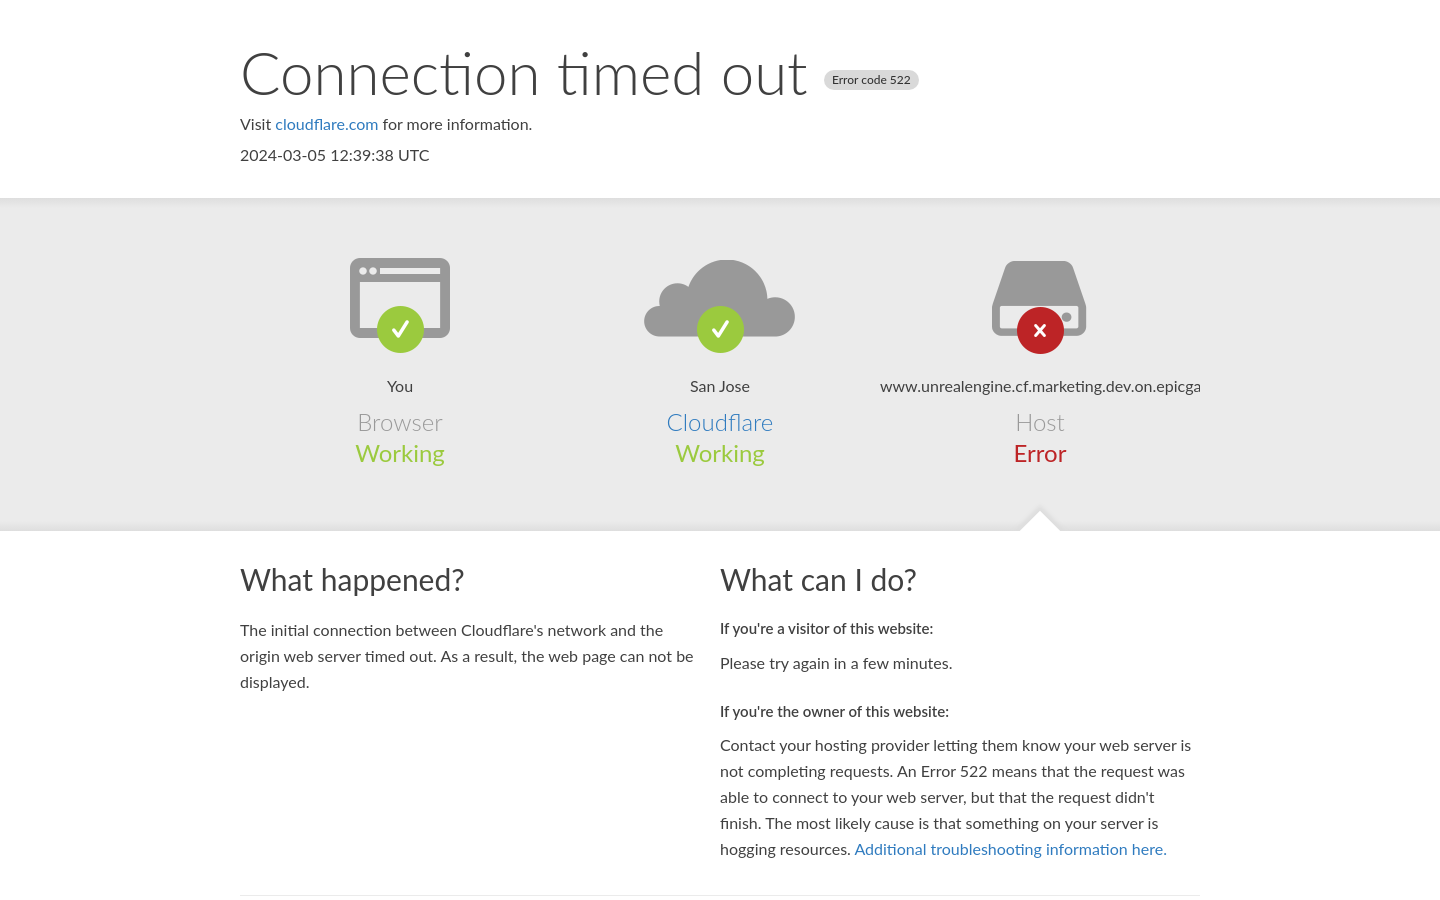 Connection timed out Error code 522
Visit cloudflare.com for more information.
2024-03-05 12:39:38 UTC
You
Browser
Working
San Jose
Cloudflare
Working
www.unrealengine.cf.marketing.dev.on.epicga
Host
Error
What happened?
The initial connection between Cloudflare's network and the
origin web server timed out. As a result, the web page can not be
displayed.
What can I do?
If you're a visitor of this website:
Please try again in a few minutes.
If you're the owner of this website:
Contact your hosting provider letting them know your web server is
not completing requests. An Error 522 means that the request was
able to connect to your web server, but that the request didn't
finish. The most likely cause is that something on your server is
hogging resources. Additional troubleshooting information here.